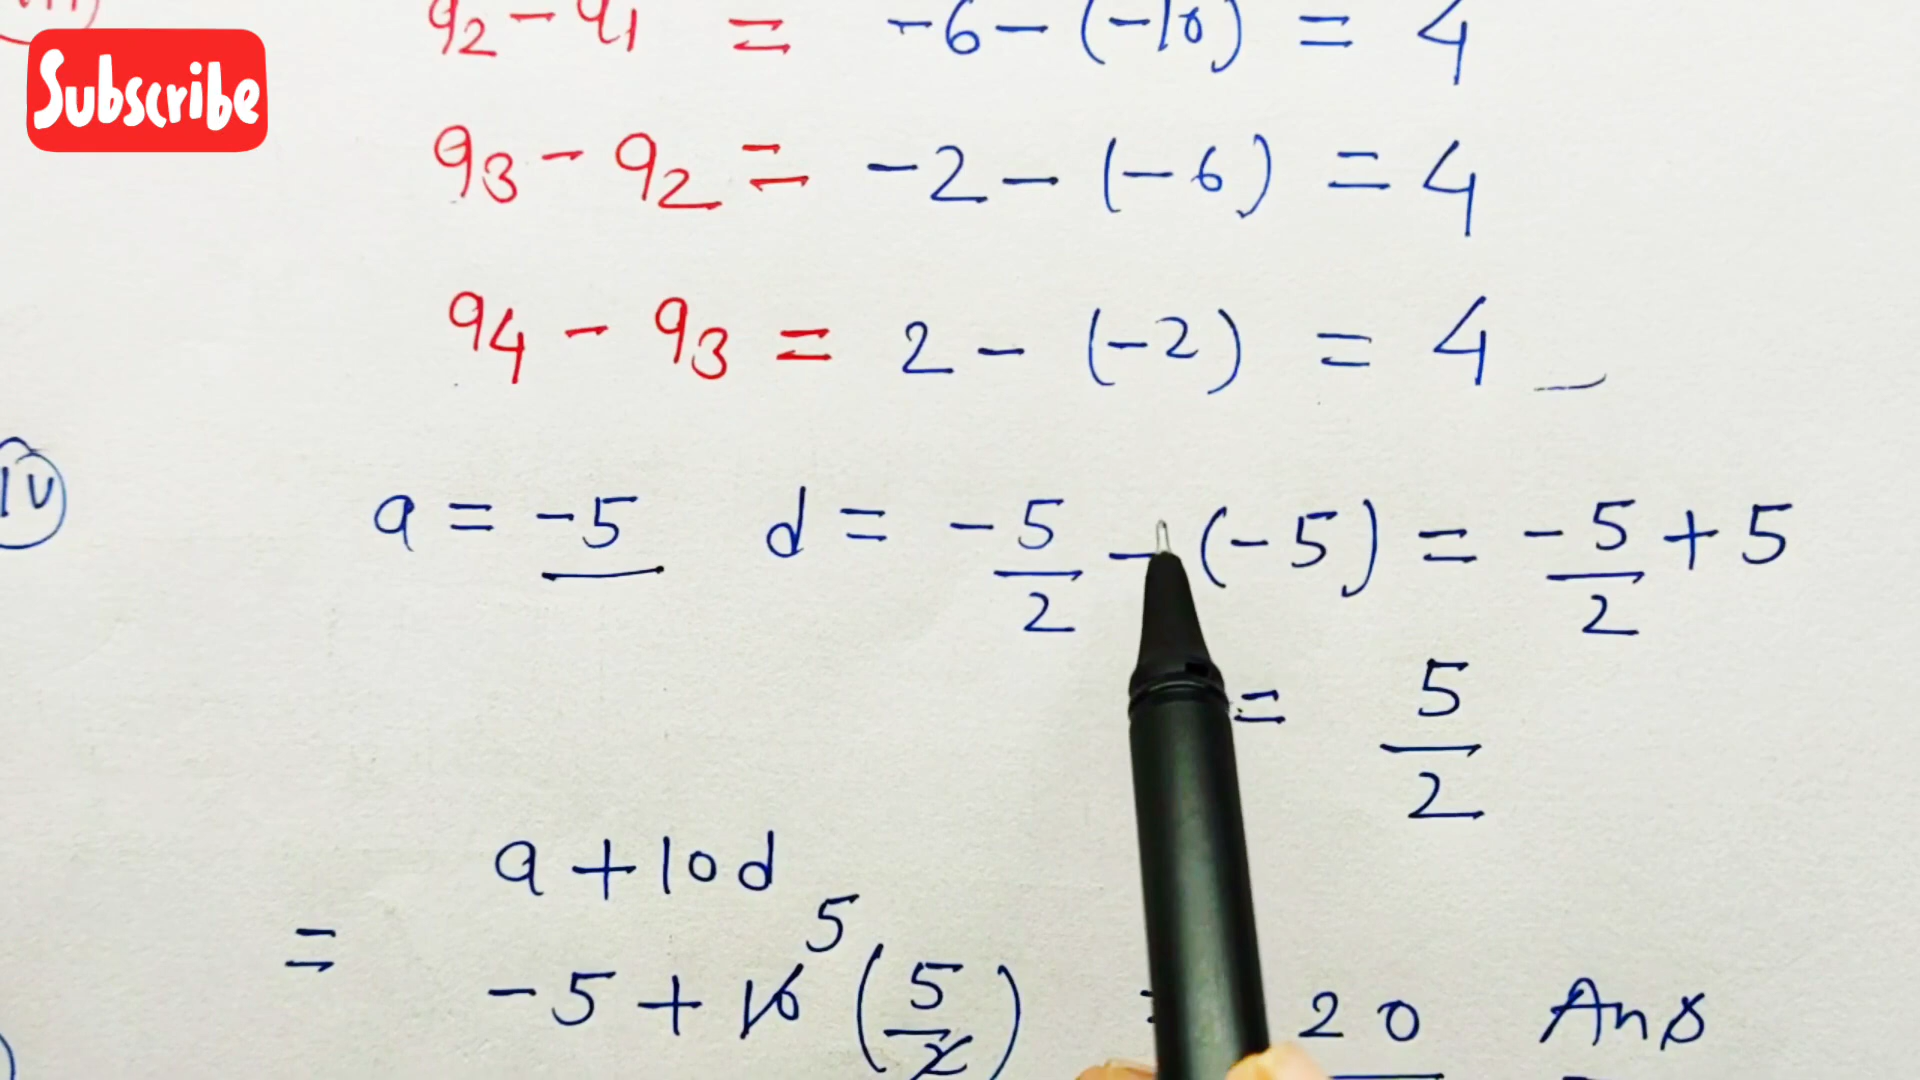 Subscribe
a2 - a1 = -6 - (-10) = 4
a3 - a2 = -2 - (-6) = 4
a4 - a3 = 2 - (-2) = 4
iv
a = -5 d = -5/2 - (-5) = -5/2 + 5
= 5/2
a + 10d
= -5 + 10 5 (5/2) = 20 Ans